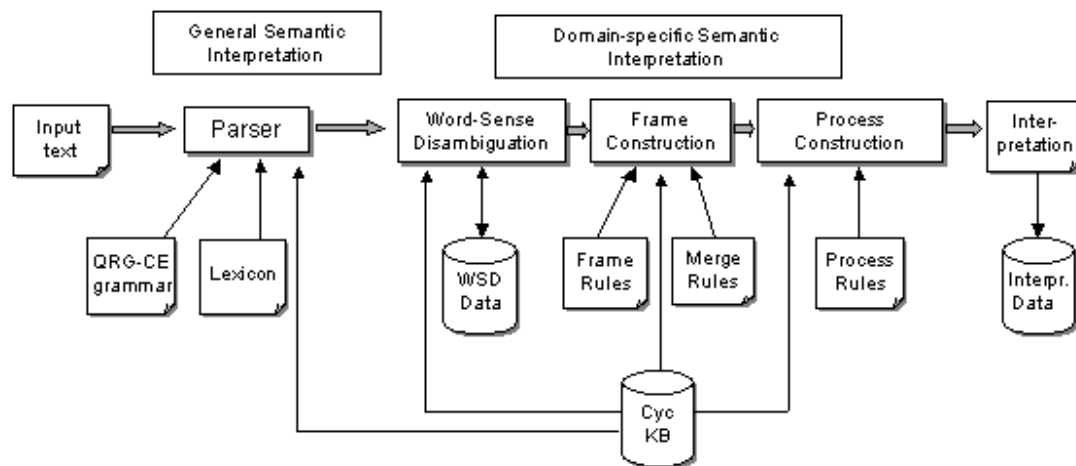 General Semantic
Interpretation
Domain-specific Semantic
Interpretation
Input
text
Parser
Word-Sense
Disambiguation
Frame
Construction
Process
Construction
Inter-
pretation
QRG-CE
grammar
Lexicon
WSD
Data
Frame
Rules
Merge
Rules
Process
Rules
Interpr.
Data
Cyc
KB